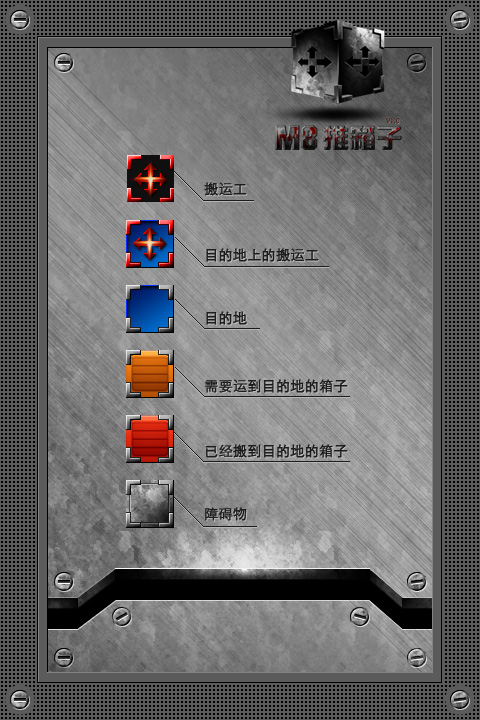 M8 推箱子
搬运工
目的地上的搬运工
目的地
需要运到目的地的箱子
已经搬到目的地的箱子
障碍物